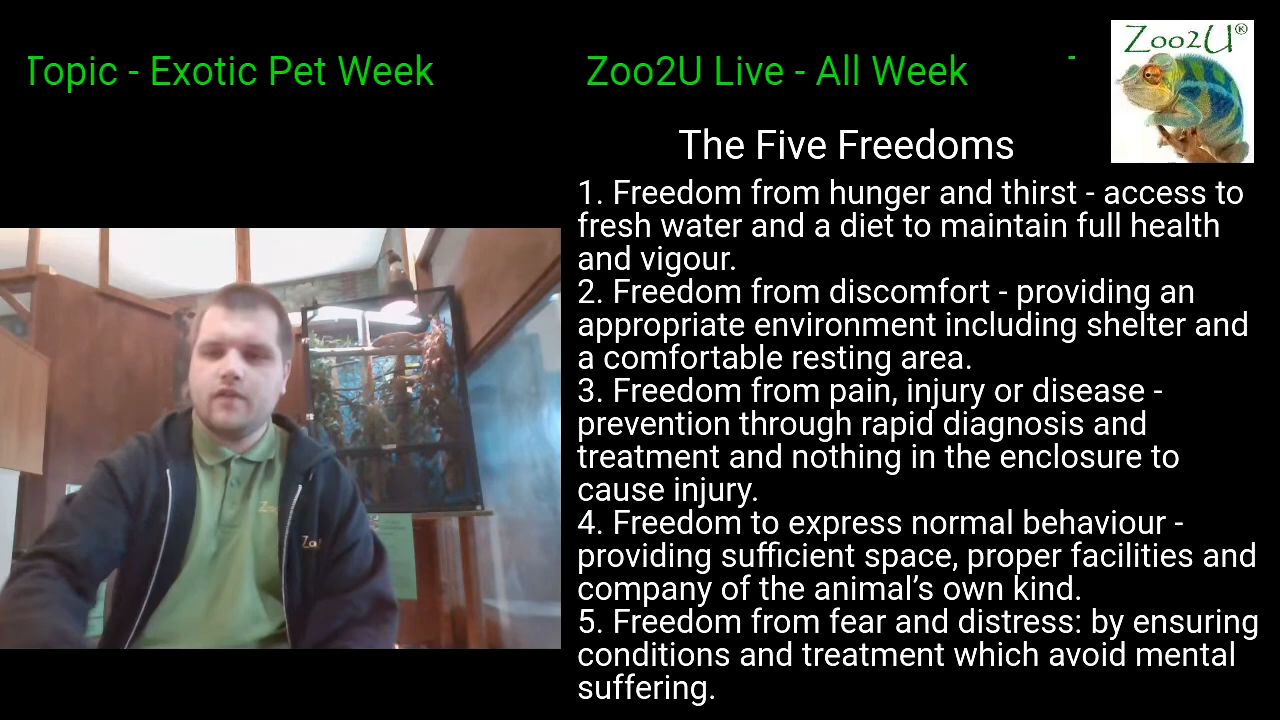 Topic - Exotic Pet Week Zoo2U Live - All Week
Zoo2U®
The Five Freedoms
1. Freedom from hunger and thirst - access to
fresh water and a diet to maintain full health
and vigour.
2. Freedom from discomfort - providing an
appropriate environment including shelter and
a comfortable resting area.
3. Freedom from pain, injury or disease -
prevention through rapid diagnosis and
treatment and nothing in the enclosure to
cause injury.
4. Freedom to express normal behaviour -
providing sufficient space, proper facilities and
company of the animal’s own kind.
5. Freedom from fear and distress: by ensuring
conditions and treatment which avoid mental
suffering.